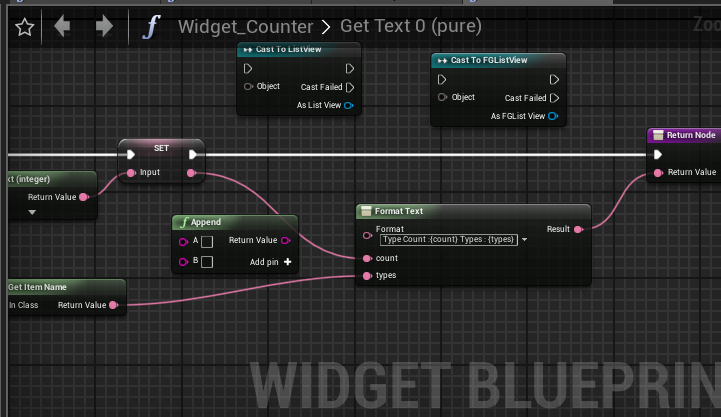 Widget_Counter > Get Text 0 (pure)
Zoo
Cast To ListView
Object
Cast Failed
As List View
Cast To FGListView
Object
Cast Failed
As FGList View
Return Node
Return Value
SET
Input
xt (integer)
Return Value
Append
A
Return Value
B
Add pin +
Format Text
Format
Type Count :{count} Types : {types}
Result
count
types
Get Item Name
In Class
Return Value
WIDGET BLUEPRIN